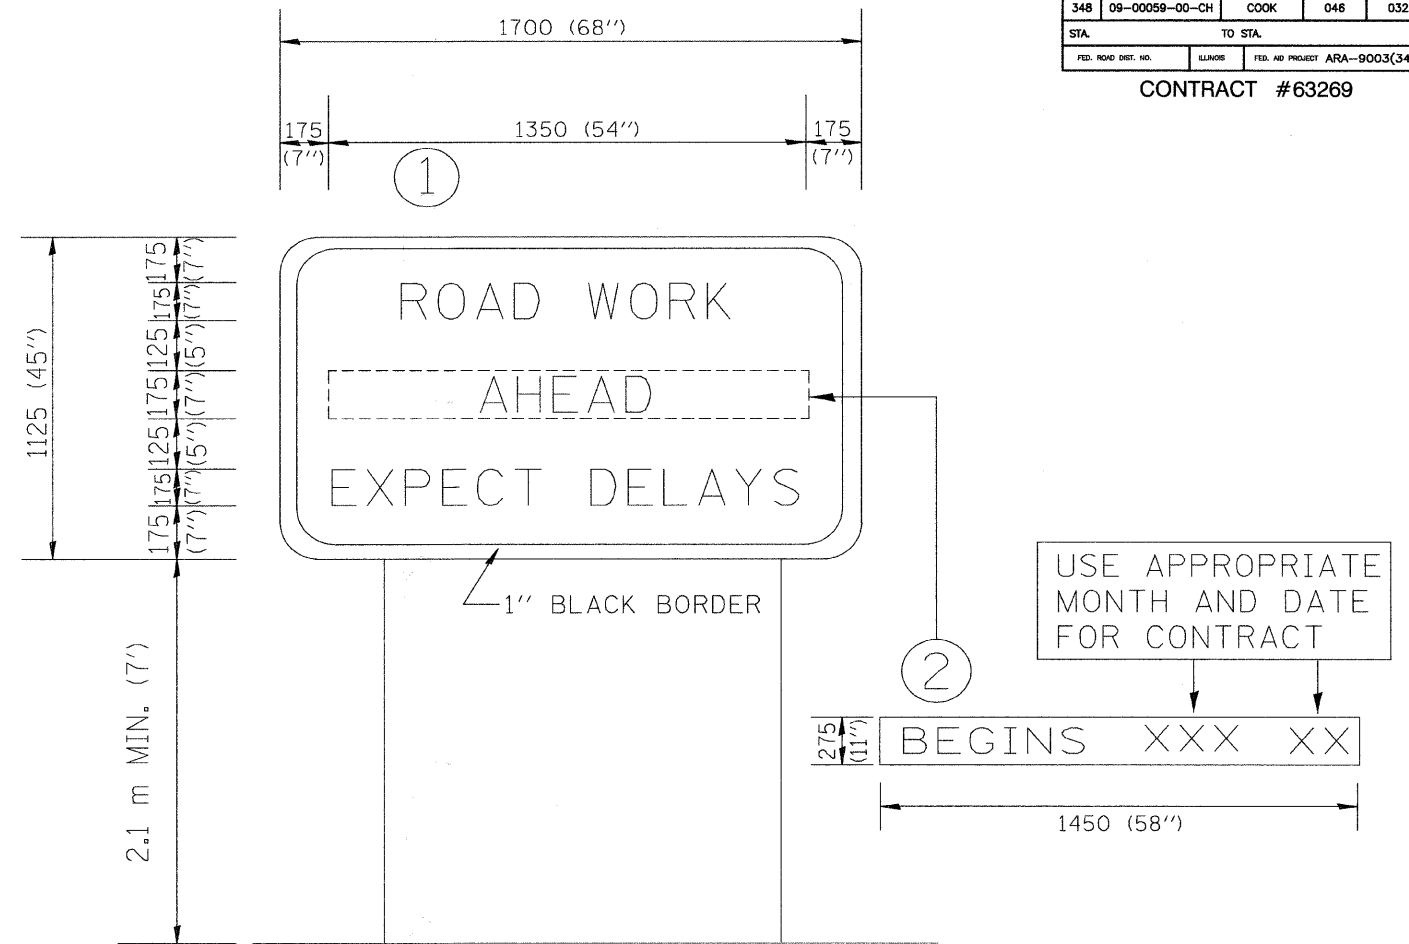 348 09-00059-00-CH COOK 046 032
STA. TO STA.
FED. ROAD DIST. NO. ILLINOIS FED. AID PROJECT ARA-9003(34
CONTRACT #63269
1700 (68'')
175 (7'')
1350 (54'')
175 (7'')
1
1125 (45'')
175 (7'')
175 (7'')
125 (5'')
175 (7'')
125 (5'')
175 (7'')
175 (7'')
ROAD WORK
AHEAD
EXPECT DELAYS
1'' BLACK BORDER
2.1 m MIN. (7')
2
USE APPROPRIATE
MONTH AND DATE
FOR CONTRACT
275 (11'')
BEGINS XXX XX
1450 (58'')